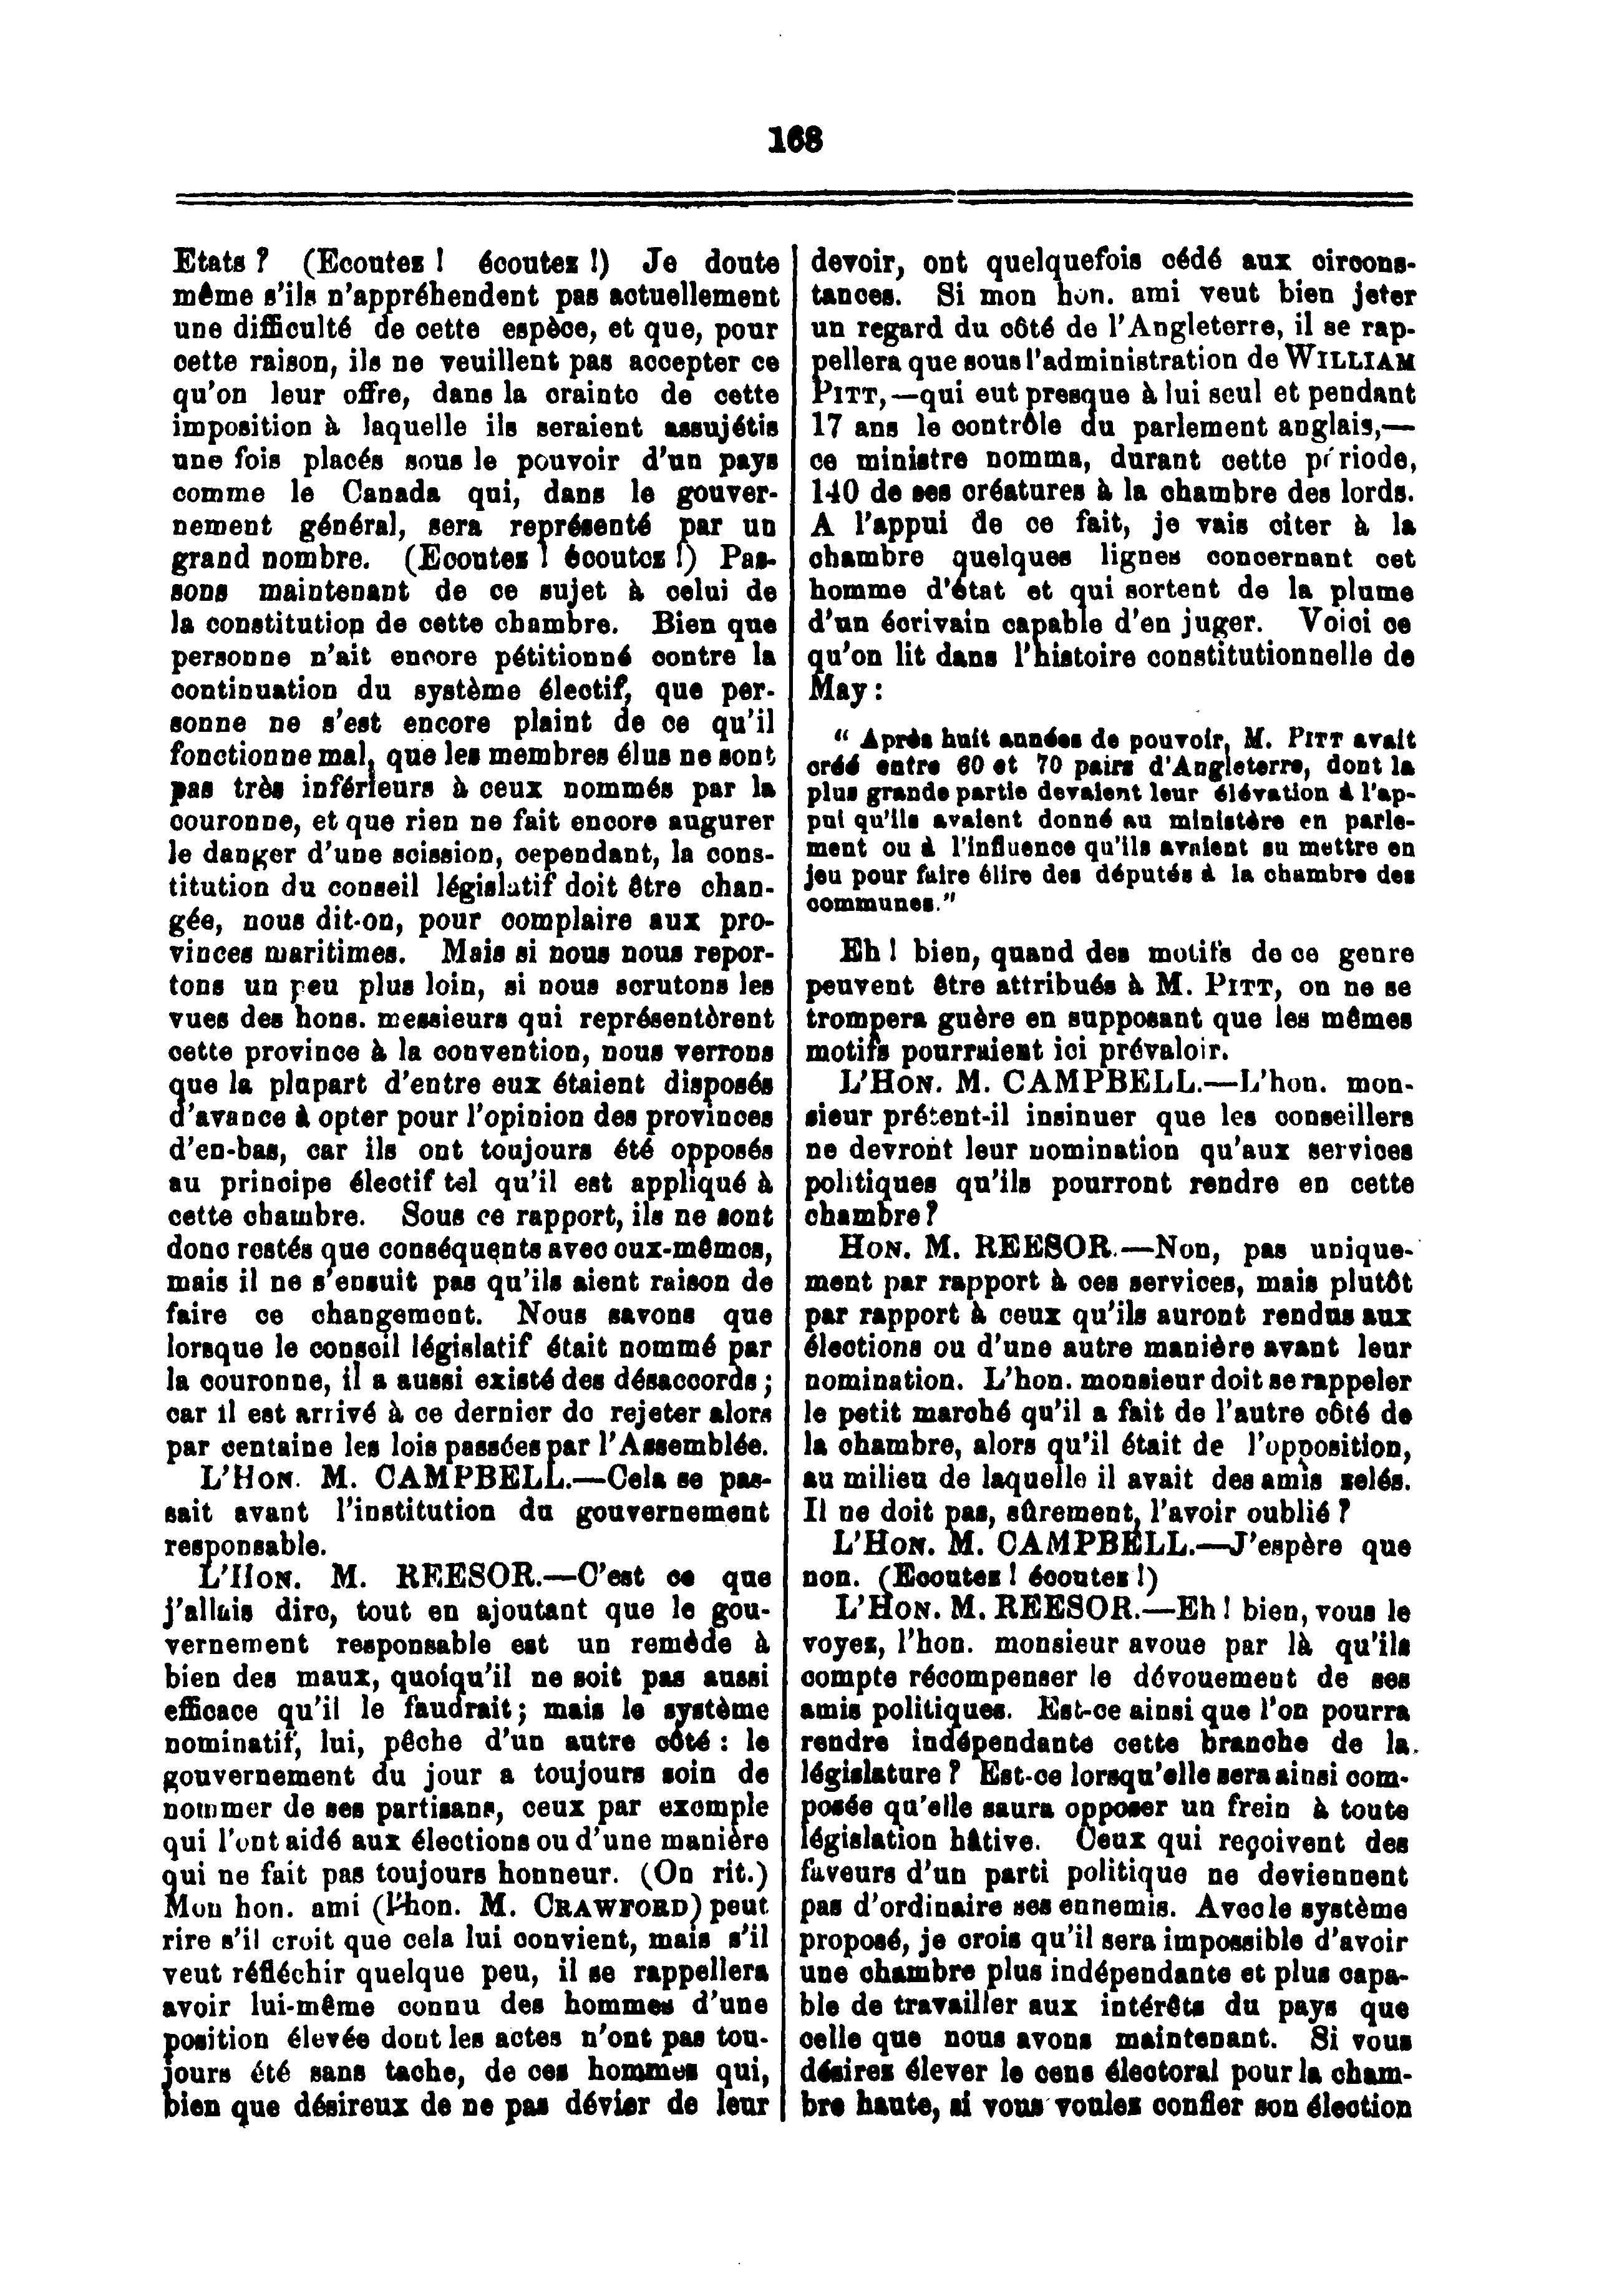 168
Etats ? (Ecoutez ! écoutez !) Je doute
même s'ils n'appréhendent pas actuellement
une difficulté de cette espèce, et que, pour
cette raison, ils ne veuillent pas accepter ce
qu'on leur offre, dans la crainte de cette
imposition à laquelle ils seraient assujétis
une fois placés sous le pouvoir d'un pays
comme le Canada qui, dans le gouver-
nement général, sera représenté par un
grand nombre. (Ecoutez ! écoutez !) Pas-
sons maintenant de ce sujet à celui de
la constitution de cette chambre. Bien que
personne n'ait encore pétitionné contre la
continuation du système électif, que per-
sonne ne s'est encore plaint de ce qu'il
fonctionne mal, que les membres élus ne sont
pas très inférieurs à ceux nommés par la
couronne, et que rien ne fait encore augurer
le danger d'une scission, cependant, la cons-
titution du conseil législatif doit être chan-
gée, nous dit-on, pour complaire aux pro-
vinces maritimes. Mais si nous nous repor-
tons un peu plus loin, si nous scrutons les
vues des hons. messieurs qui représentèrent
cette province à la convention, nous verrons
que la plupart d'entre eux étaient disposés
d'avance à opter pour l'opinion des provinces
d'en-bas, car ils ont toujours été opposés
au principe électif tel qu'il est appliqué à
cette chambre. Sous ce rapport, ils ne sont
donc restés que conséquents avec eux-mêmes,
mais il ne s'ensuit pas qu'ils aient raison de
faire ce changement. Nous savons que
lorsque le conseil législatif était nommé par
la couronne, il a aussi existé des désaccords ;
car il est arrivé à ce dernier de rejeter alors
par centaine les lois passées par l'Assemblée.
L'HON. M. CAMPBELL.—Cela se pas-
sait avant l'institution du gouvernement
responsable.
L'HON. M. REESOR.—C'est ce que
j'allais dire, tout en ajoutant que le gou-
vernement responsable est un remède à
bien des maux, quoiqu'il ne soit pas aussi
efficace qu'il le faudrait ; mais le système
nominatif, lui, pêche d'un autre côté : le
gouvernement du jour a toujours soin de
nommer de ses partisans, ceux par exemple
qui l'ont aidé aux élections ou d'une manière
qui ne fait pas toujours honneur. (On rit.)
Mon hon. ami (l'hon. M. CRAWFORD) peut
rire s'il croit que cela lui convient, mais s'il
veut réfléchir quelque peu, il se rappellera
avoir lui-même connu des hommes d'une
position élevée dont les actes n'ont pas tou-
jours été sans tache, de ces hommes qui,
bien que désireux de ne pas dévier de leur
devoir, ont quelquefois cédé aux circons-
tances. Si mon hon. ami veut bien jeter
un regard du côté de l'Angleterre, il se rap-
pellera que sous l'administration de WILLIAM
PITT,—qui eut presque à lui seul et pendant
17 ans le contrôle du parlement anglais,—
ce ministre nomma, durant cette période,
140 de ses créatures à la chambre des lords.
A l'appui de ce fait, je vais citer à la
chambre quelques lignes concernant cet
homme d'état et qui sortent de la plume
d'un écrivain capable d'en juger. Voici ce
qu'on lit dans l'histoire constitutionnelle de
May :
“ Après huit années de pouvoir, M. PITT avait
créé entre 60 et 70 pairs d'Angleterre, dont la
plus grande partie devaient leur élévation à l'ap-
pui qu'ils avaient donné au ministère en parle-
ment ou à l'influence qu'ils avaient su mettre en
jeu pour faire élire des députés à la chambre des
communes.”
Eh ! bien, quand des motifs de ce genre
peuvent être attribués à M. PITT, on ne se
trompera guère en supposant que les mêmes
motifs pourraient ici prévaloir.
L'HON. M. CAMPBELL.—L'hon. mon-
sieur prétent-il insinuer que les conseillers
ne devront leur nomination qu'aux services
politiques qu'ils pourront rendre en cette
chambre ?
HON. M. REESOR.—Non, pas unique-
ment par rapport à ces services, mais plutôt
par rapport à ceux qu'ils auront rendus aux
élections ou d'une autre manière avant leur
nomination. L'hon. monsieur doit se rappeler
le petit marché qu'il a fait de l'autre côté de
la chambre, alors qu'il était de l'opposition,
au milieu de laquelle il avait des amis zelés.
Il ne doit pas, sûrement, l'avoir oublié ?
L'HON. M. CAMPBELL.—J'espère que
non. (Ecoutez ! écoutez !)
L'HON. M. REESOR.—Eh ! bien, vous le
voyez, l'hon. monsieur avoue par là qu'ils
compte récompenser le dévouement de ses
amis politiques. Est-ce ainsi que l'on pourra
rendre indépendante cette branche de la
législature ? Est-ce lorsqu'elle sera ainsi com-
posée qu'elle saura opposer un frein à toute
législation hâtive. Ceux qui reçoivent des
faveurs d'un parti politique ne deviennent
pas d'ordinaire ses ennemis. Avec le système
proposé, je crois qu'il sera impossible d'avoir
une chambre plus indépendante et plus capa-
ble de travailler aux intérêts du pays que
celle que nous avons maintenant. Si vous
désirez élever le cens électoral pour la cham-
bre haute, si vous voulez confier son élection